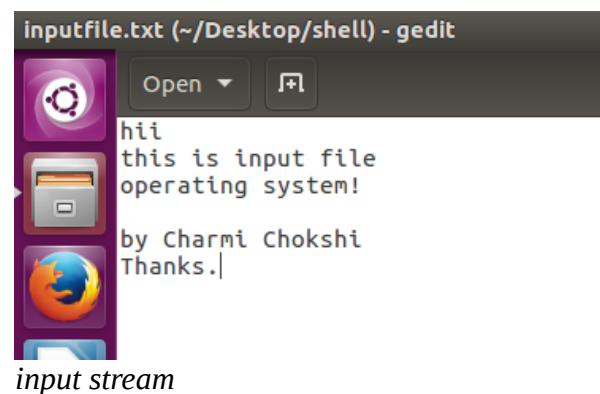 inputfile.txt (~/Desktop/shell) - gedit
Open
hii
this is input file
operating system!

by Charmi Chokshi
Thanks.
input stream